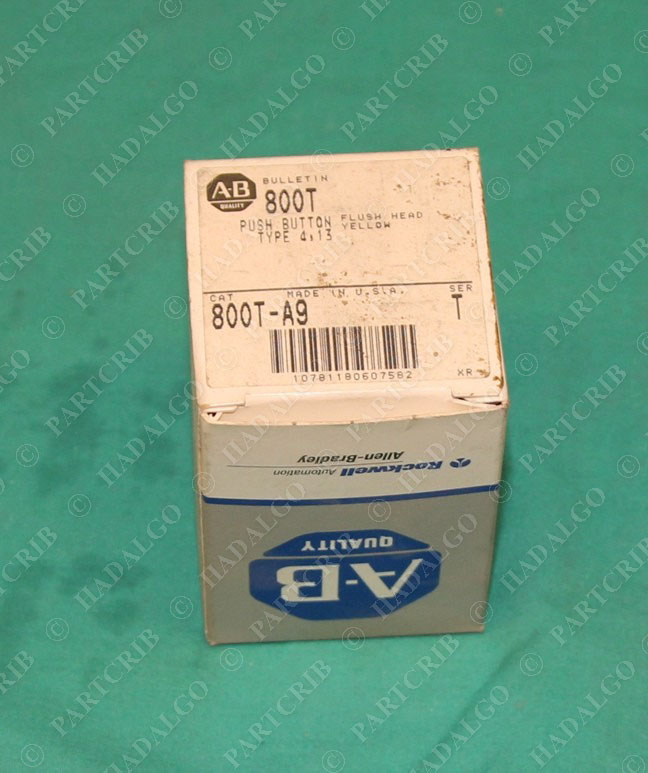 A-B
QUALITY
BULLETIN
800T
PUSH BUTTON FLUSH HEAD
TYPE 4,13 YELLOW
MADE IN U.S.A.
CAT SER
800T-A9 T
10781180607582
XR
Rockwell Automation
Allen-Bradley
A-B
QUALITY
© PARTCRIB
© HADALGO